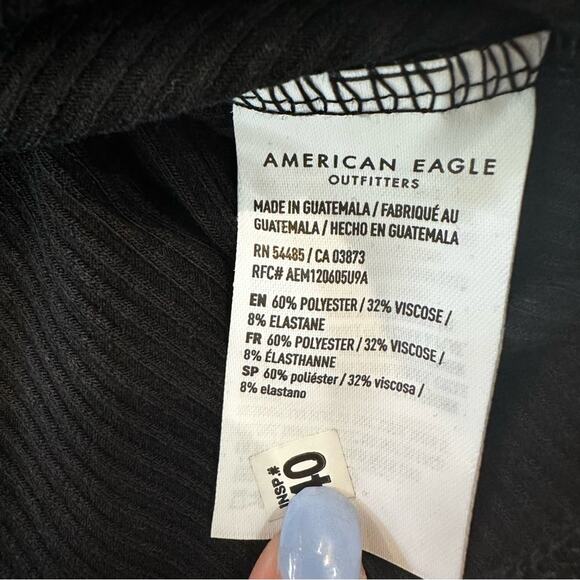 AMERICAN EAGLE
OUTFITTERS
MADE IN GUATEMALA / FABRIQUÉ AU
GUATEMALA / HECHO EN GUATEMALA
RN 54485 / CA 03873
RFC# AEM120605U9A
EN 60% POLYESTER / 32% VISCOSE /
8% ELASTANE
FR 60% POLYESTER / 32% VISCOSE /
8% ÉLASTHANNE
SP 60% poliéster / 32% viscosa /
8% elastano
INSP.#